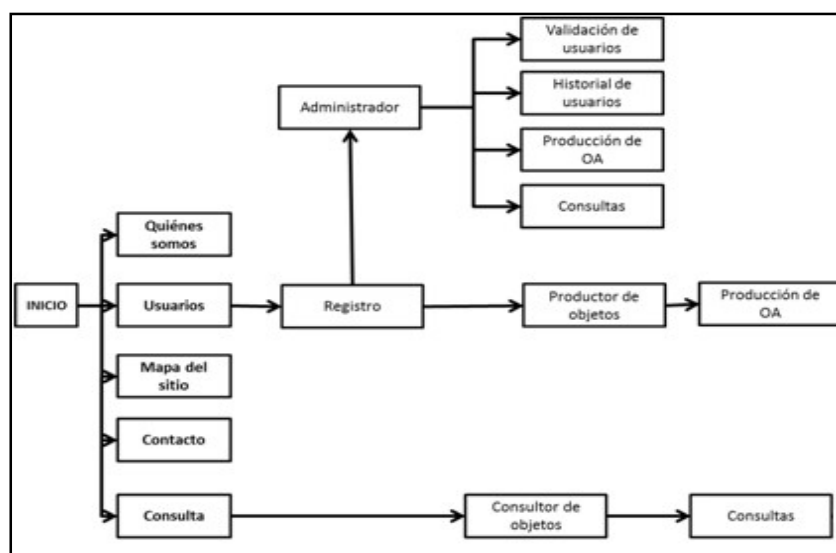 Validación de
usuarios
Historial de
usuarios
Administrador
Producción de
OA
Consultas
Quiénes
somos
INICIO
Usuarios
Registro
Productor de
objetos
Producción de
OA
Mapa del
sitio
Contacto
Consulta
Consultor de
objetos
Consultas